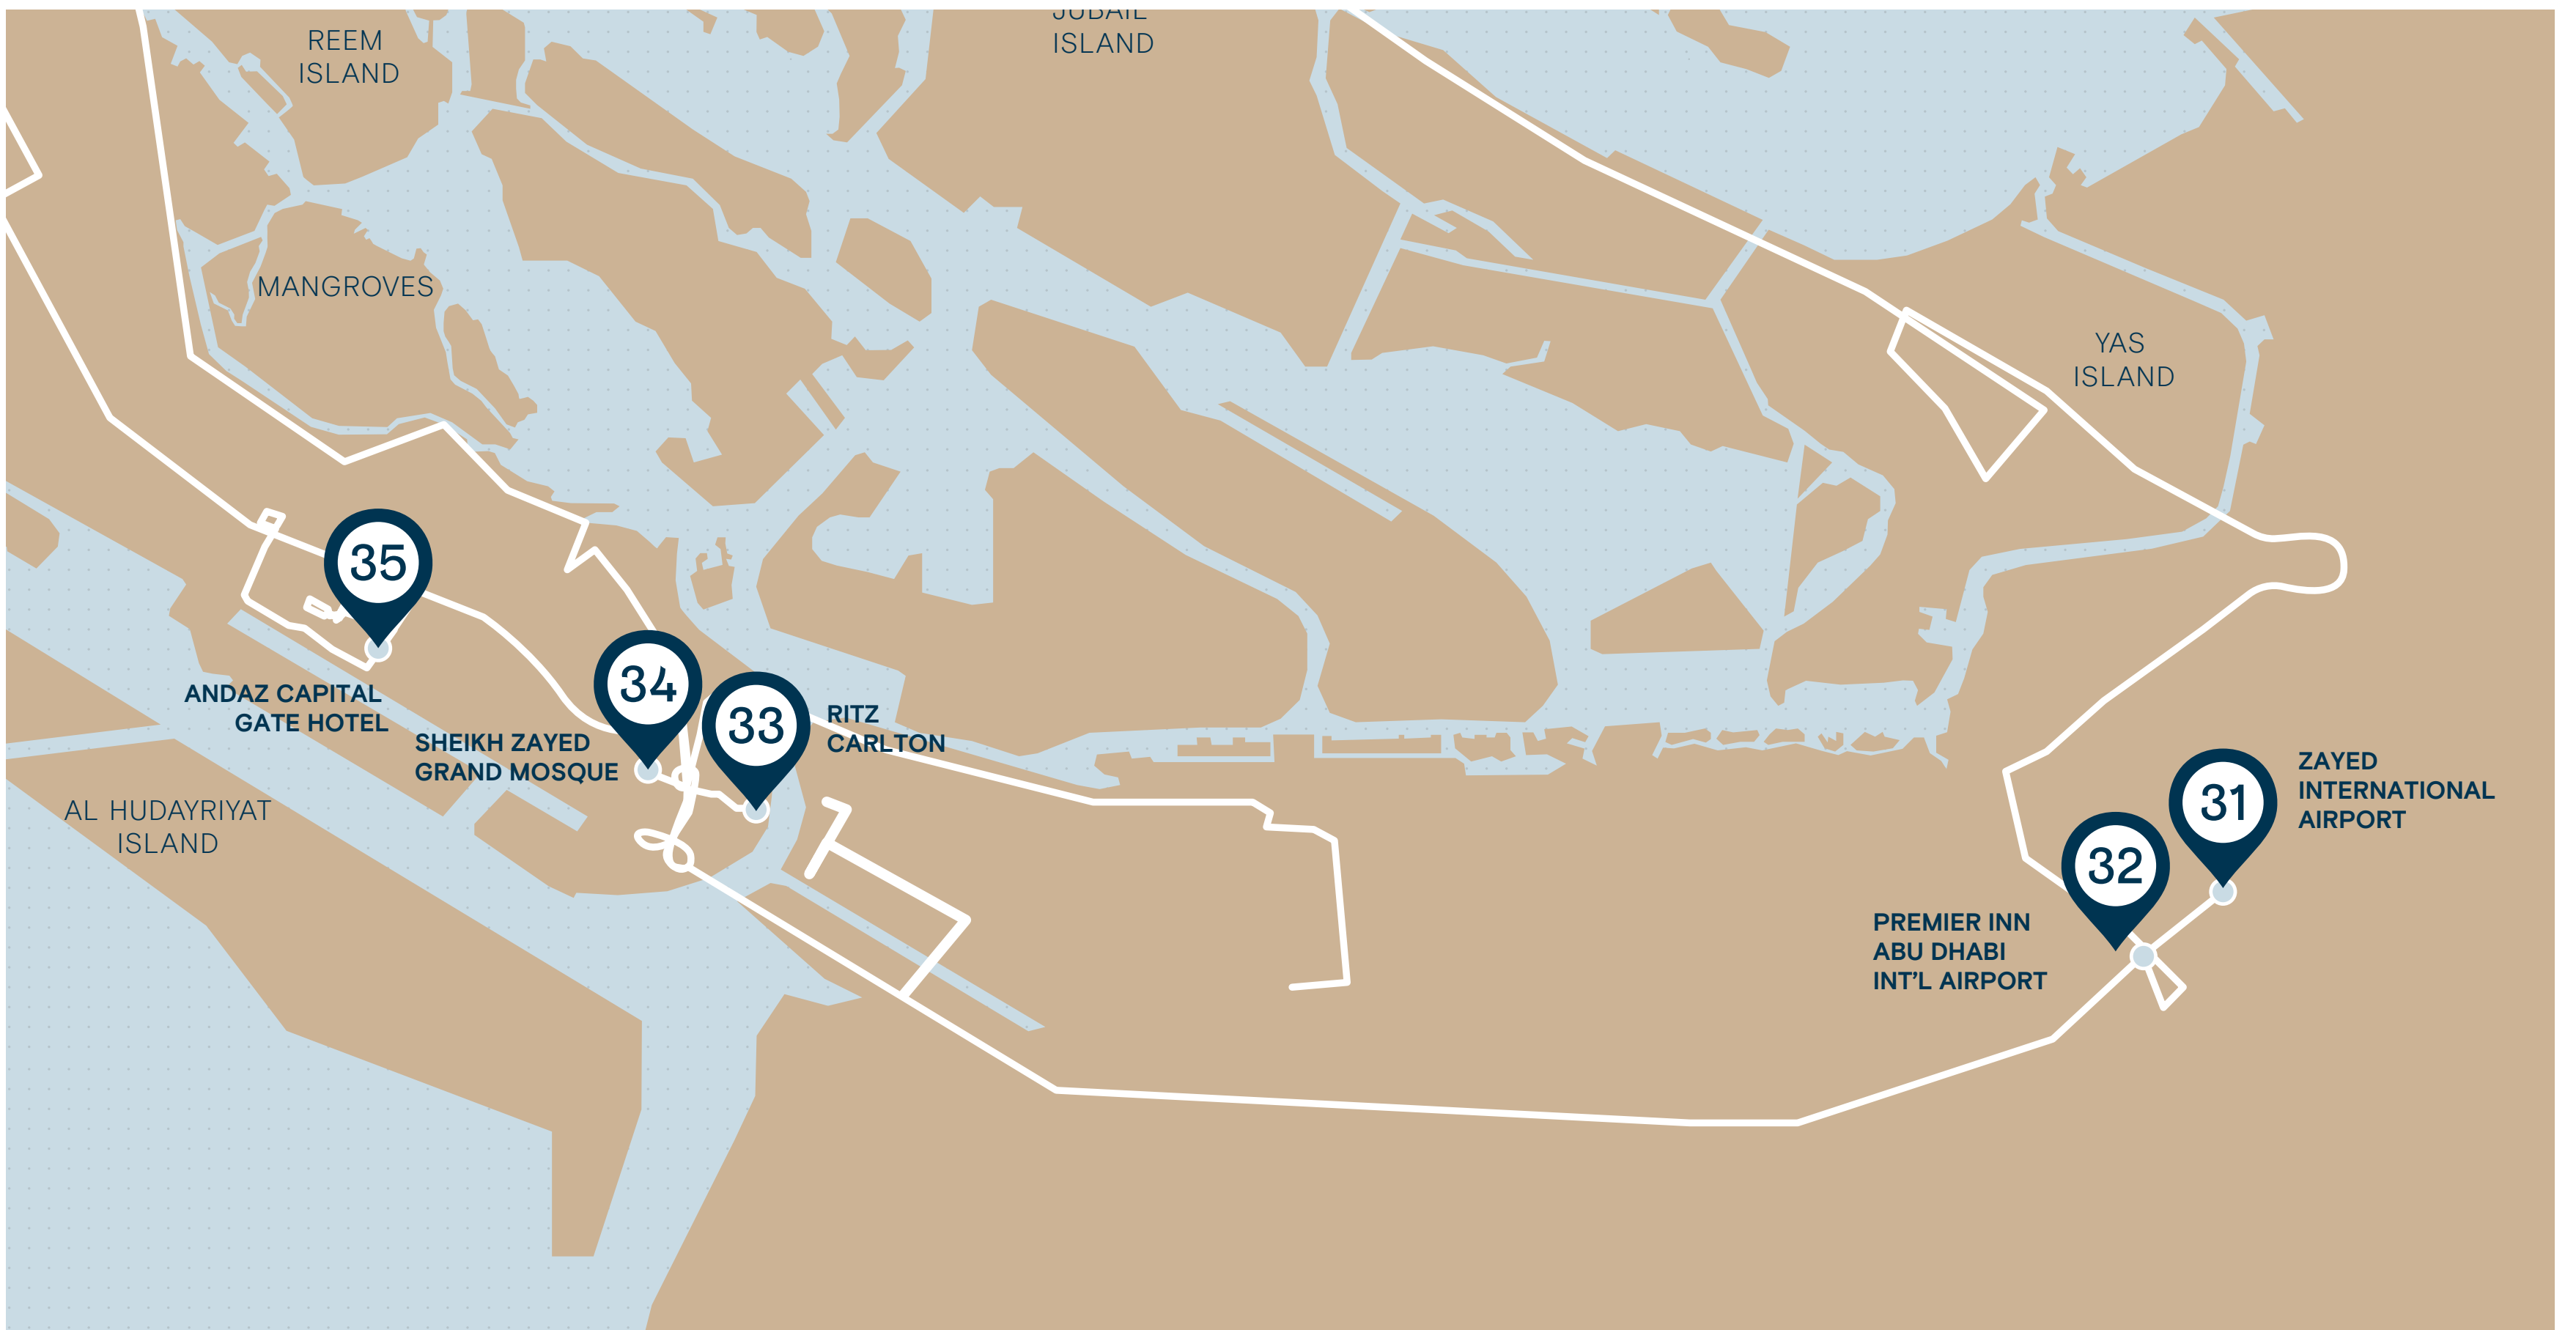 JUBAIL
ISLAND
REEM
ISLAND
MANGROVES
YAS
ISLAND
35
ANDAZ CAPITAL
GATE HOTEL
34
SHEIKH ZAYED
GRAND MOSQUE
33
RITZ
CARLTON
AL HUDAYRIYAT
ISLAND
31
ZAYED
INTERNATIONAL
AIRPORT
32
PREMIER INN
ABU DHABI
INT'L AIRPORT